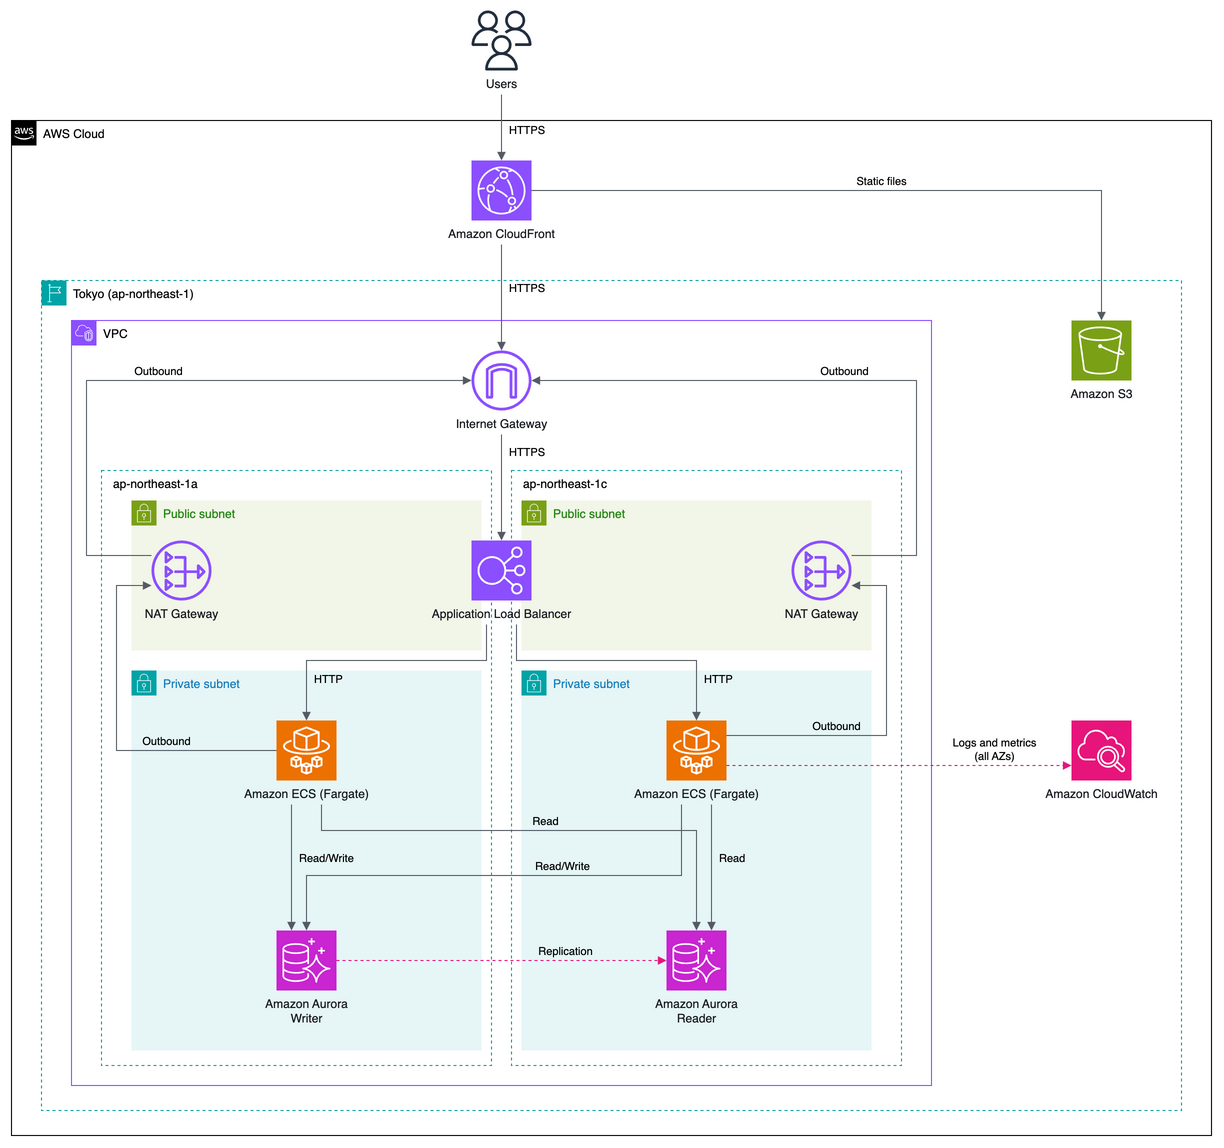 Users
HTTPS
aws
AWS Cloud
Static files
Amazon CloudFront
HTTPS
Tokyo (ap-northeast-1)
VPC
Outbound
Outbound
Amazon S3
Internet Gateway
HTTPS
ap-northeast-1a
ap-northeast-1c
Public subnet
Public subnet
NAT Gateway
Application Load Balancer
NAT Gateway
HTTP
HTTP
Private subnet
Private subnet
Outbound
Outbound
Logs and metrics
(all AZs)
Amazon ECS (Fargate)
Amazon ECS (Fargate)
Amazon CloudWatch
Read
Read/Write
Read
Read/Write
Replication
Amazon Aurora
Writer
Amazon Aurora
Reader